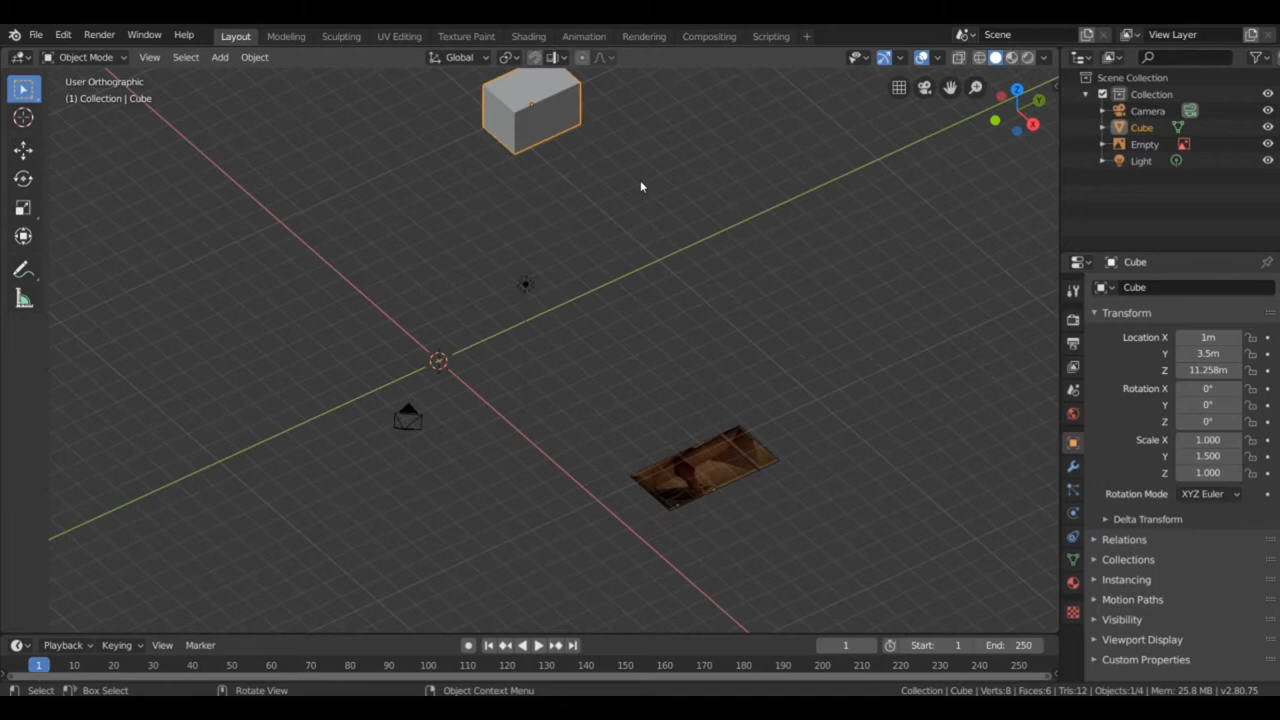 File Edit Render Window Help Layout Modeling Sculpting UV Editing Texture Paint Shading Animation Rendering Compositing Scripting + Scene View Layer
Object Mode View Select Add Object Global
User Orthographic
(1) Collection | Cube
Z
Y
X
Scene Collection
Collection
Camera
Cube
Empty
Light
Cube
Cube
Transform
Location X 1m
Y 3.5m
Z 11.258m
Rotation X 0°
Y 0°
Z 0°
Scale X 1.000
Y 1.500
Z 1.000
Rotation Mode XYZ Euler
Delta Transform
Relations
Collections
Instancing
Motion Paths
Visibility
Viewport Display
Custom Properties
Playback Keying View Marker 1 Start: 1 End: 250
1 10 20 30 40 50 60 70 80 90 100 110 120 130 140 150 160 170 180 190 200 210 220 230 240 250
Select Box Select Rotate View Object Context Menu Collection | Cube | Verts:8 | Faces:6 | Tris:12 | Objects:1/4 | Mem: 25.8 MB | v2.80.75